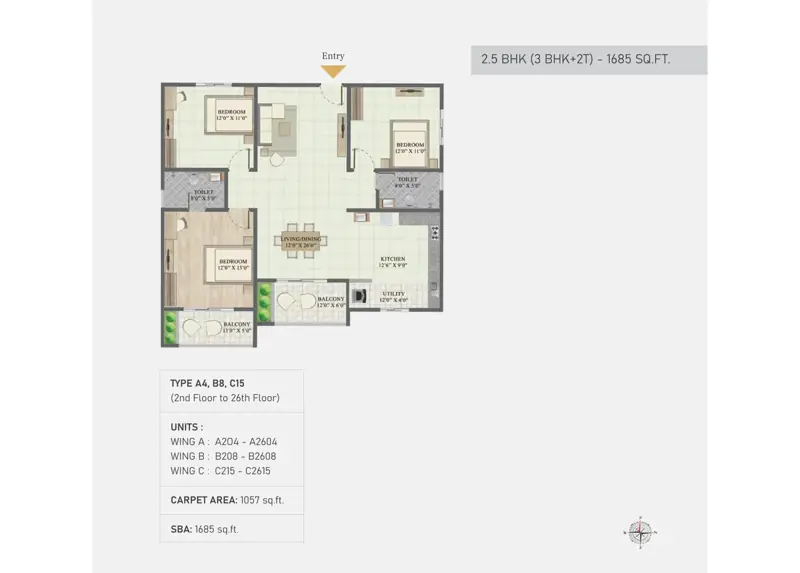 Entry
2.5 BHK (3 BHK+2T) - 1685 SQ.FT.
BEDROOM
12'0" X 11'0"
BEDROOM
12'0" X 11'0"
TOILET
8'0" X 5'0"
TOILET
8'0" X 5'0"
LIVING/DINING
12'0" X 26'0"
BEDROOM
12'0" X 13'0"
KITCHEN
12'6" X 9'0"
UTILITY
12'0" X 4'0"
BALCONY
12'0" X 6'0"
BALCONY
11'9" X 5'0"
TYPE A4, B8, C15
(2nd Floor to 26th Floor)
UNITS :
WING A : A204 - A2604
WING B : B208 - B2608
WING C : C215 - C2615
CARPET AREA: 1057 sq.ft.
SBA: 1685 sq.ft.